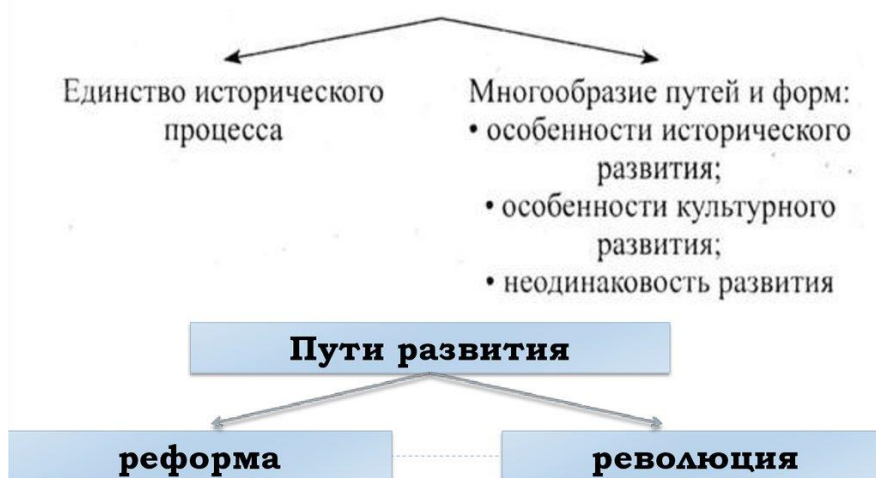 Единство исторического
процесса
Многообразие путей и форм:
• особенности исторического
развития;
• особенности культурного
развития;
• неодинаковость развития
Пути развития
реформа
революция